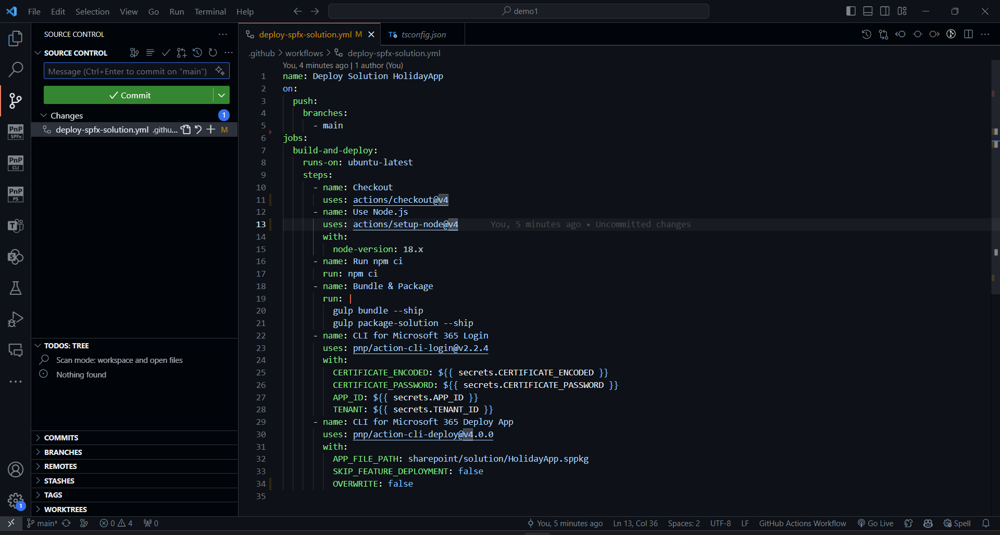 File Edit Selection View Go Run Terminal Help
demo1
SOURCE CONTROL
SOURCE CONTROL
Message (Ctrl+Enter to commit on "main")
Commit
Changes
1
deploy-spfx-solution.yml .githu... M
PnP
SPFx
PnP
CLI
PnP
PS
TODOS: TREE
Scan mode: workspace and open files
Nothing found
COMMITS
BRANCHES
REMOTES
STASHES
TAGS
WORKTREES
1
deploy-spfx-solution.yml M
TS tsconfig.json
.github > workflows > deploy-spfx-solution.yml
You, 4 minutes ago | 1 author (You)
1 name: Deploy Solution HolidayApp
2 on:
3 push:
4 branches:
5 - main
6 jobs:
7 build-and-deploy:
8 runs-on: ubuntu-latest
9 steps:
10 - name: Checkout
11 uses: actions/checkout@v4
12 - name: Use Node.js
13 uses: actions/setup-node@v4 You, 5 minutes ago • Uncommitted changes
14 with:
15 node-version: 18.x
16 - name: Run npm ci
17 run: npm ci
18 - name: Bundle & Package
19 run: |
20 gulp bundle --ship
21 gulp package-solution --ship
22 - name: CLI for Microsoft 365 Login
23 uses: pnp/action-cli-login@v2.2.4
24 with:
25 CERTIFICATE_ENCODED: ${{ secrets.CERTIFICATE_ENCODED }}
26 CERTIFICATE_PASSWORD: ${{ secrets.CERTIFICATE_PASSWORD }}
27 APP_ID: ${{ secrets.APP_ID }}
28 TENANT: ${{ secrets.TENANT_ID }}
29 - name: CLI for Microsoft 365 Deploy App
30 uses: pnp/action-cli-deploy@v4.0.0
31 with:
32 APP_FILE_PATH: sharepoint/solution/HolidayApp.sppkg
33 SKIP_FEATURE_DEPLOYMENT: false
34 OVERWRITE: false
35
main* 0 4 0 You, 5 minutes ago Ln 13, Col 36 Spaces: 2 UTF-8 LF GitHub Actions Workflow Go Live Spell